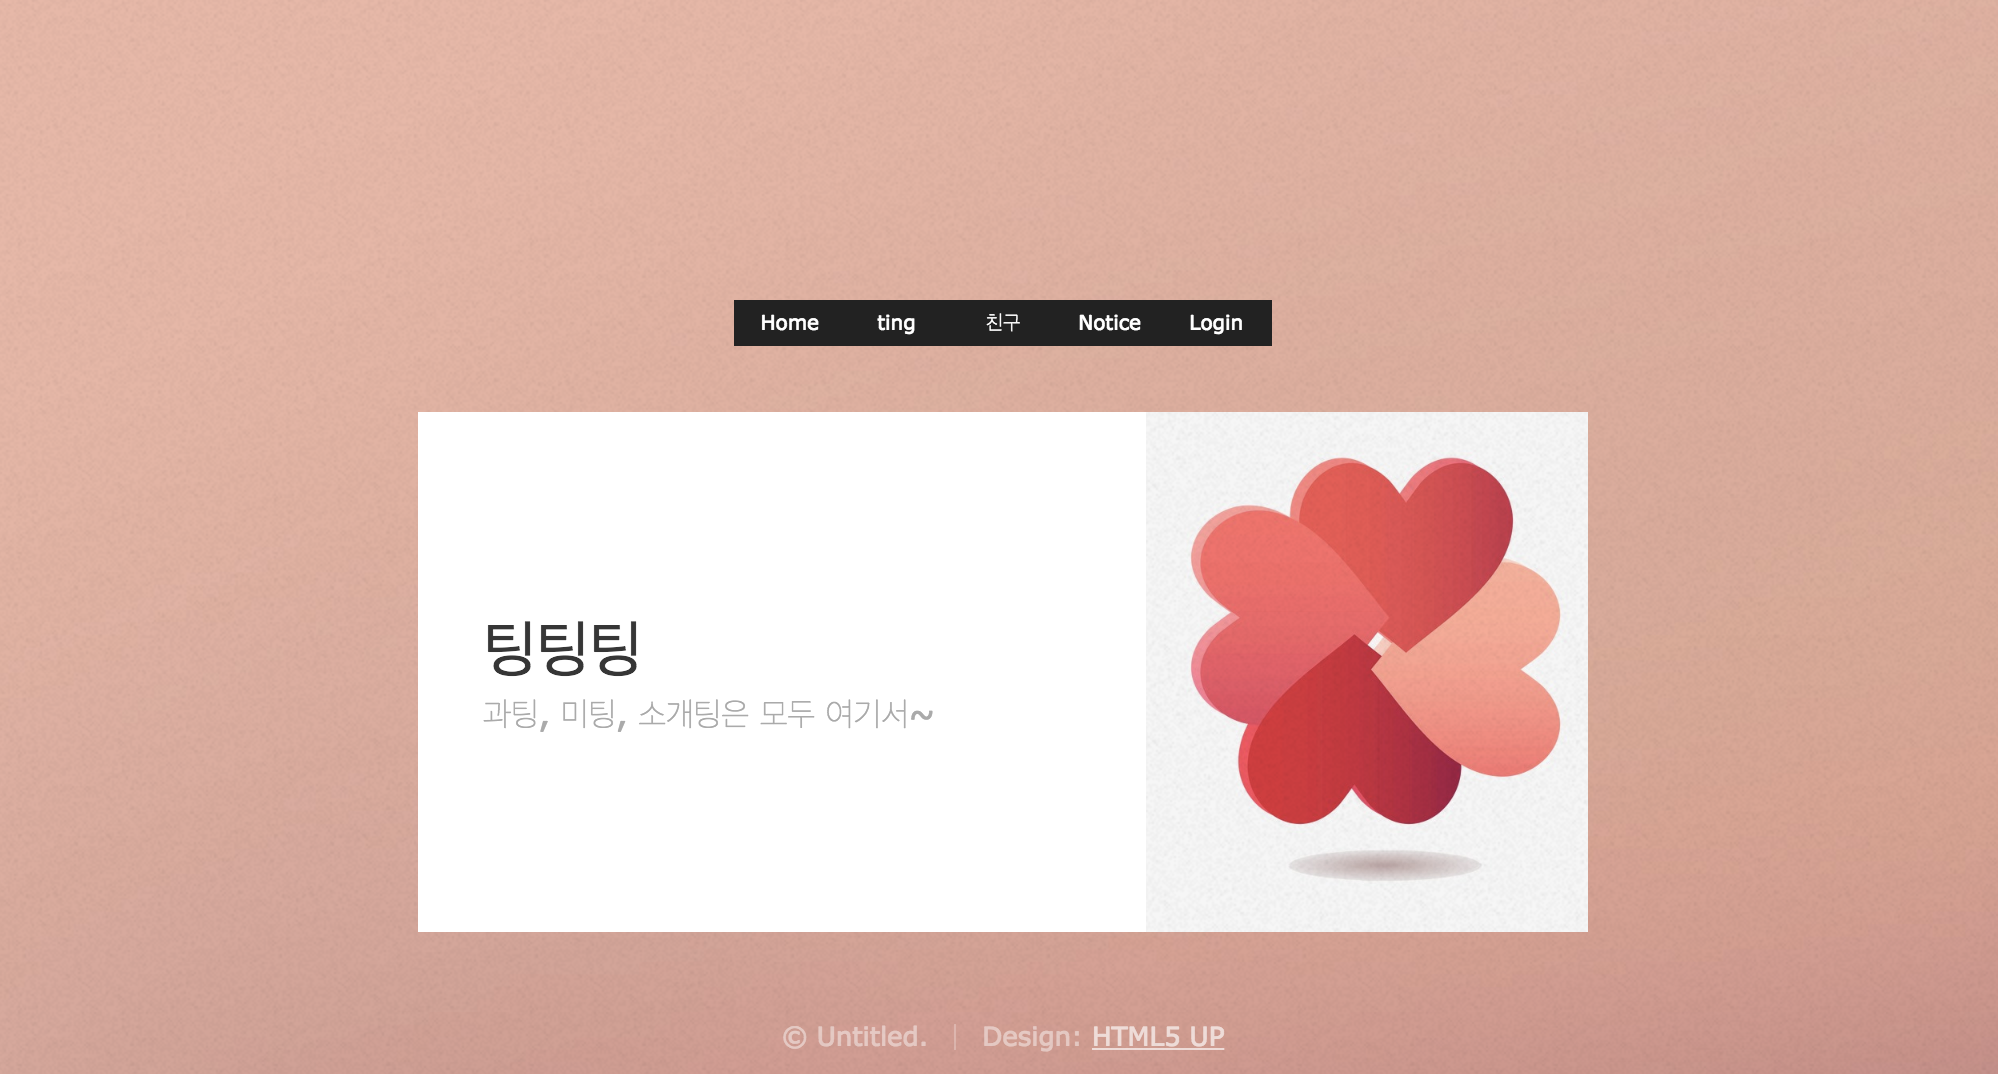 Home ting 친구 Notice Login
팅팅팅
과팅, 미팅, 소개팅은 모두 여기서~
© Untitled. | Design: HTML5 UP